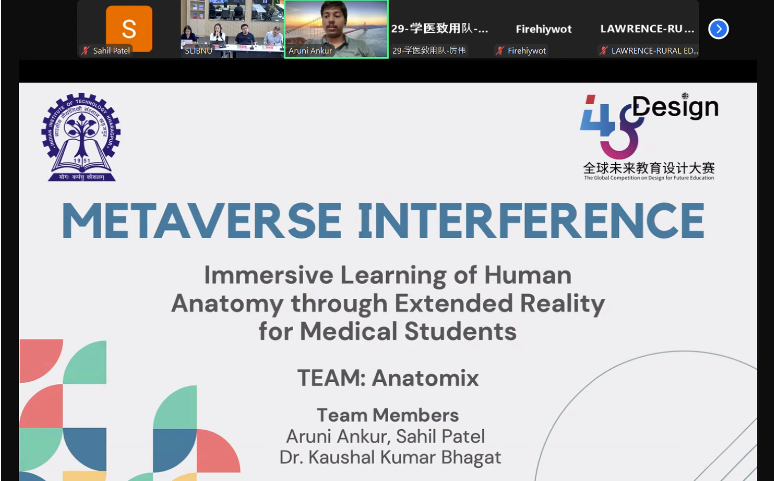 S
Sahil Patel
SLIBNU
Aruni Ankur
29-学医致用队-...
29-学医致用队-厉伟
Firehiywot
Firehiywot
LAWRENCE-RU...
LAWRENCE-RURAL ED...
1951
योगः कर्मसु कौशलम्
48 Design
全球未来教育设计大赛
The Global Competition on Design for Future Education
METAVERSE INTERFERENCE
Immersive Learning of Human
Anatomy through Extended Reality
for Medical Students
TEAM: Anatomix
Team Members
Aruni Ankur, Sahil Patel
Dr. Kaushal Kumar Bhagat